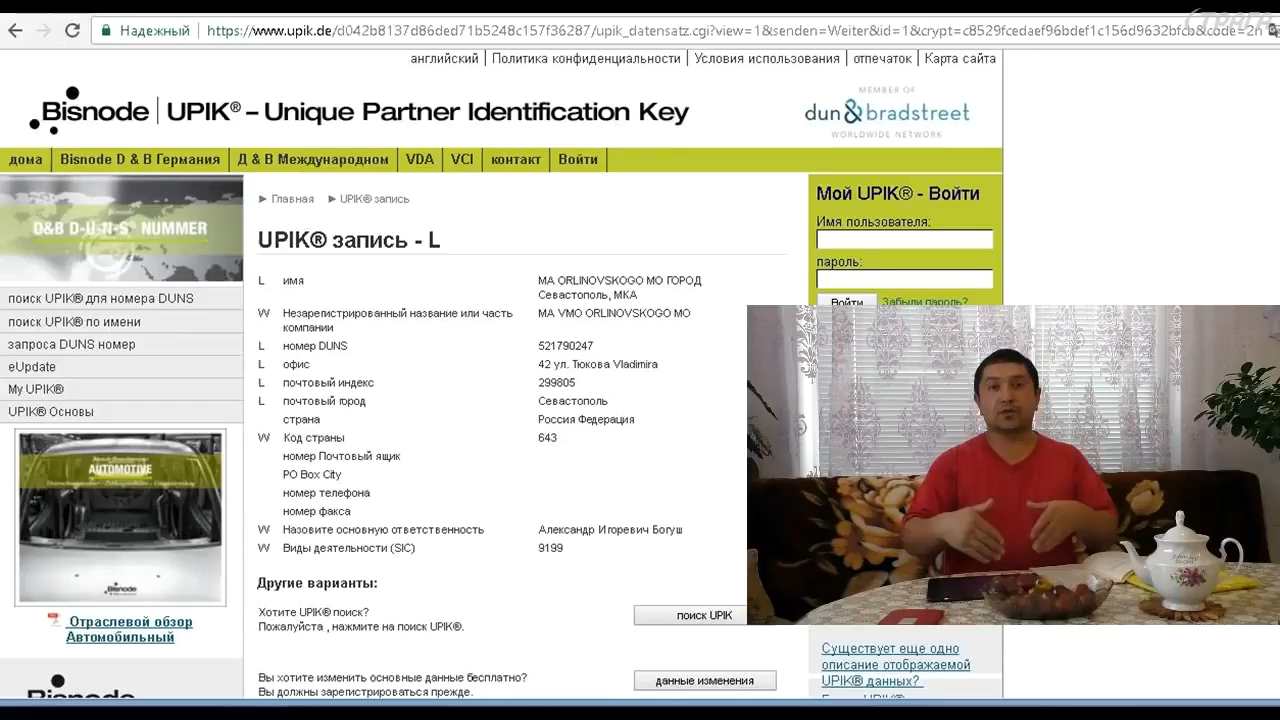 СТРАГА
Надежный
https://www.upik.de/d042b8137d86ded71b5248c157f36287/upik_datensatz.cgi?view=1&senden=Weiter&id=1&crypt=c8529fcedaef96bdef1c156d9632bfcb&code=2n
английский | Политика конфиденциальности | Условия использования | отпечаток | Карта сайта
Bisnode | UPIK® – Unique Partner Identification Key
MEMBER OF
dun & bradstreet
WORLDWIDE NETWORK
дома | Bisnode D & B Германия | Д & B Международном | VDA | VCI | контакт | Войти
D&B D-U-N-S® NUMMER
поиск UPIK® для номера DUNS
поиск UPIK® по имени
запроса DUNS номер
eUpdate
My UPIK®
UPIK® Основы
AUTOMOTIVE
Bisnode
Отраслевой обзор
Автомобильный
Bisnode
Главная UPIK® запись
UPIK® запись - L
L имя MA ORLINOVSKOGO MO ГОРОД
Севастополь, МКА
W Незарегистрированный название или часть MA VMO ORLINOVSKOGO MO
компании
L номер DUNS 521790247
L офис 42 ул. Тюкова Vladimira
L почтовый индекс 299805
L почтовый город Севастополь
страна Россия Федерация
W Код страны 643
номер Почтовый ящик
PO Box City
номер телефона
номер факса
W Назовите основную ответственность Александр Игоревич Богуш
W Виды деятельности (SIC) 9199
Другие варианты:
Хотите UPIK® поиск?
Пожалуйста , нажмите на поиск UPIK®.
поиск UPIK
Вы хотите изменить основные данные бесплатно?
Вы должны зарегистрироваться прежде.
данные изменения
Мой UPIK® - Войти
Имя пользователя:
пароль:
Войти
Забыли пароль?
Существует еще одно
описание отображаемой
UPIK® данных?